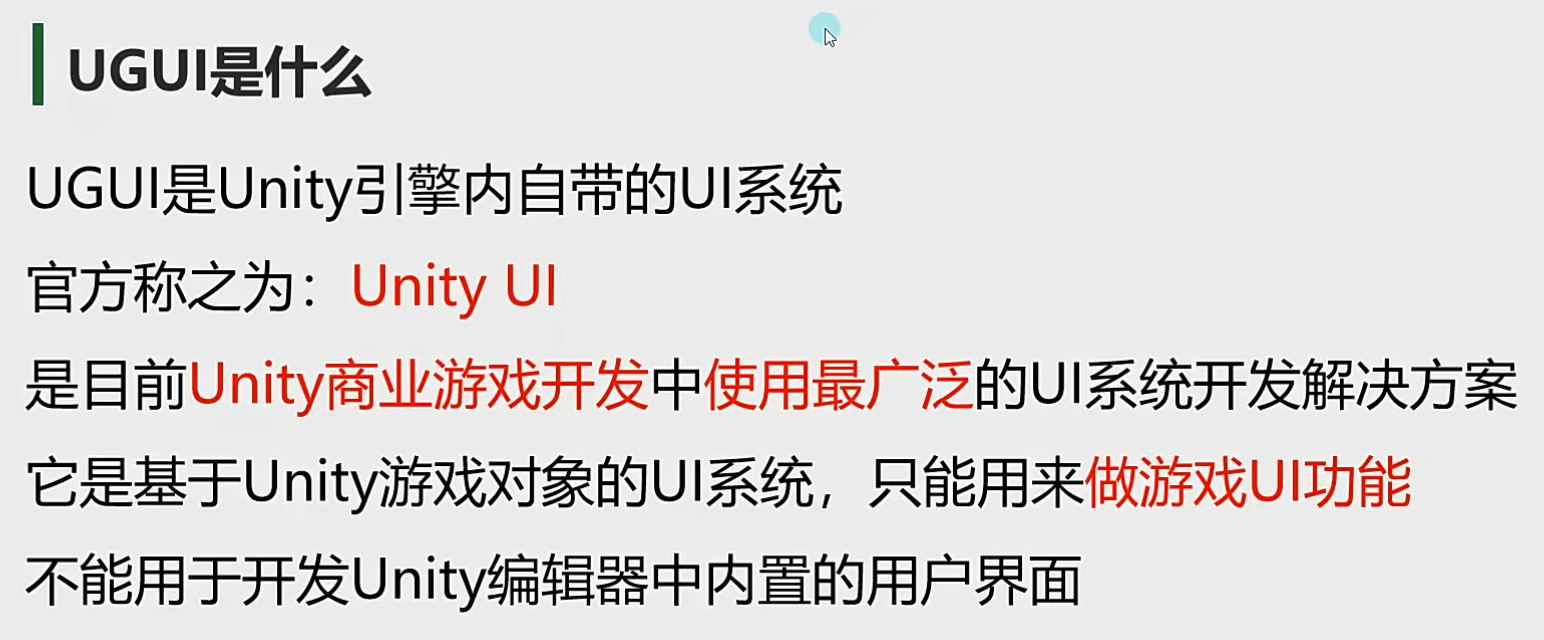 UGUI是什么
UGUI是Unity引擎内自带的UI系统
官方称之为：Unity UI
是目前Unity商业游戏开发中使用最广泛的UI系统开发解决方案
它是基于Unity游戏对象的UI系统，只能用来做游戏UI功能
不能用于开发Unity编辑器中内置的用户界面